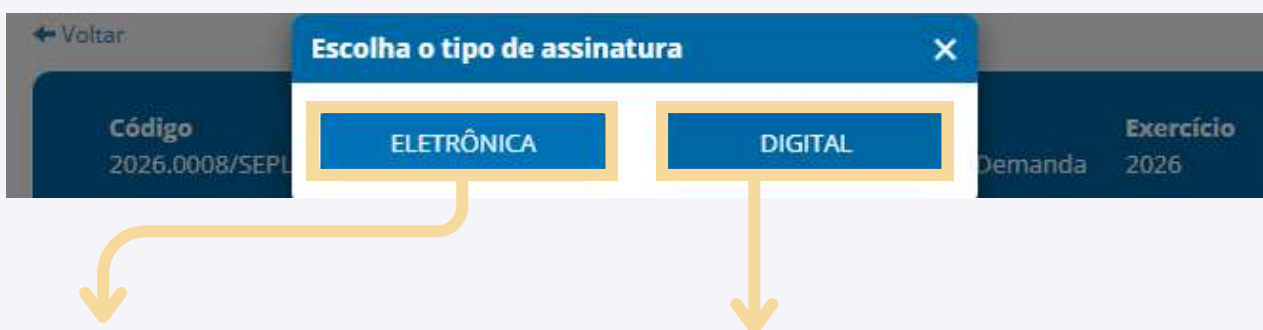 Voltar
Escolha o tipo de assinatura
Código
ELETRÔNICA
DIGITAL
Exercício
2026.0008/SEPL
Demanda
2026